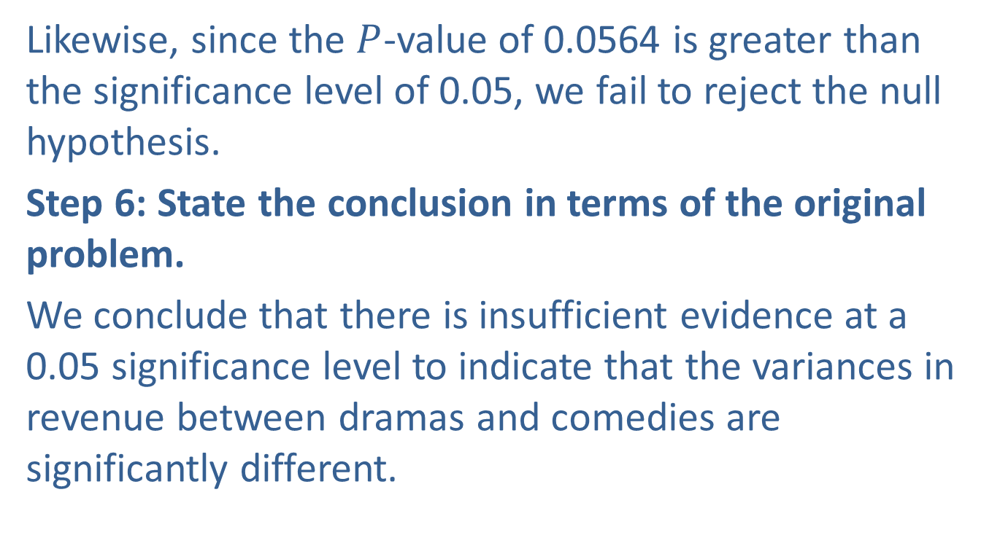 Likewise, since the P-value of 0.0564 is greater than
the significance level of 0.05, we fail to reject the null
hypothesis.
Step 6: State the conclusion in terms of the original
problem.
We conclude that there is insufficient evidence at a
0.05 significance level to indicate that the variances in
revenue between dramas and comedies are
significantly different.